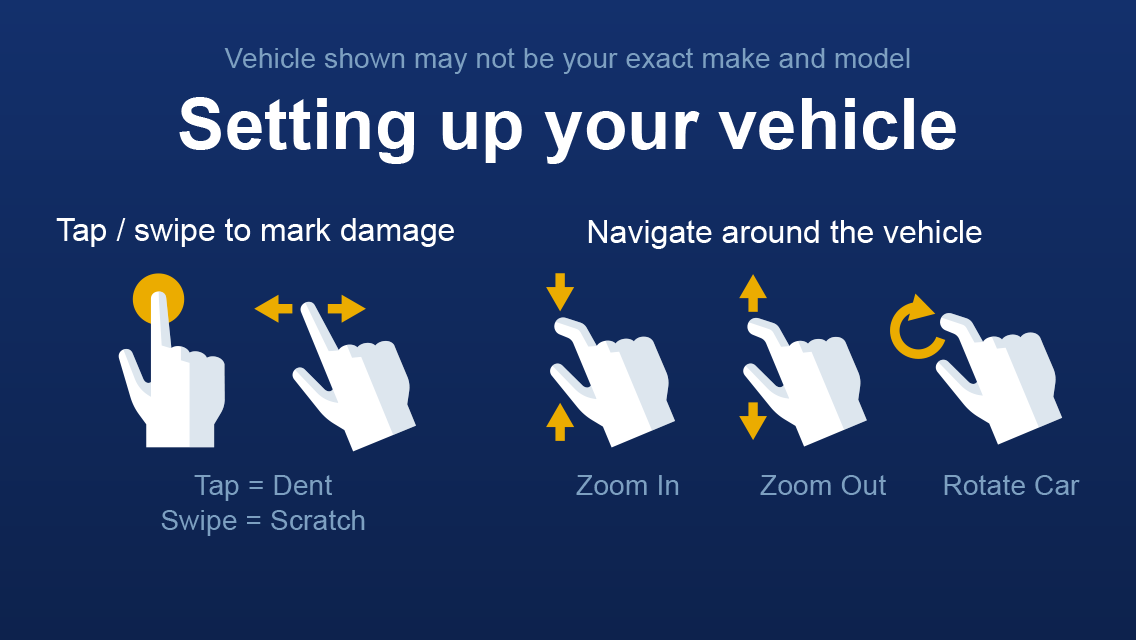 Vehicle shown may not be your exact make and model
Setting up your vehicle
Tap / swipe to mark damage
Tap = Dent
Swipe = Scratch
Navigate around the vehicle
Zoom In
Zoom Out
Rotate Car